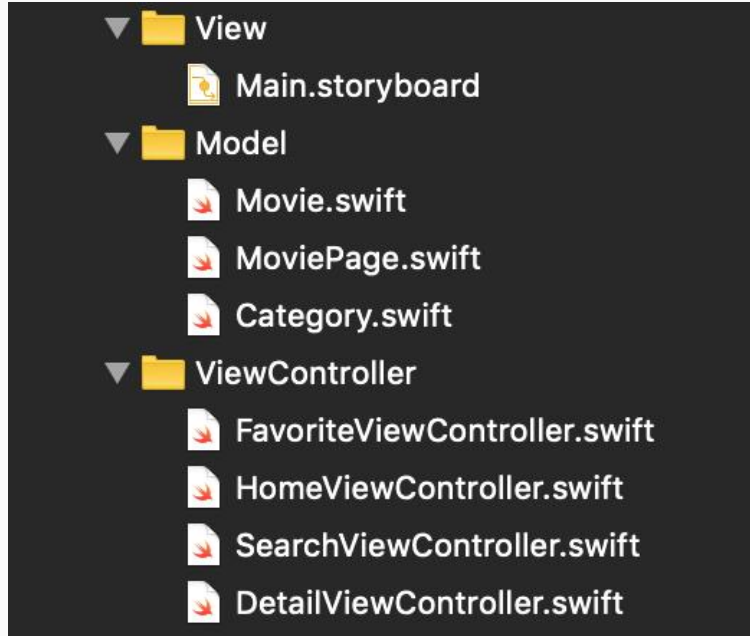 View
Main.storyboard
Model
Movie.swift
MoviePage.swift
Category.swift
ViewController
FavoriteViewController.swift
HomeViewController.swift
SearchViewController.swift
DetailViewController.swift